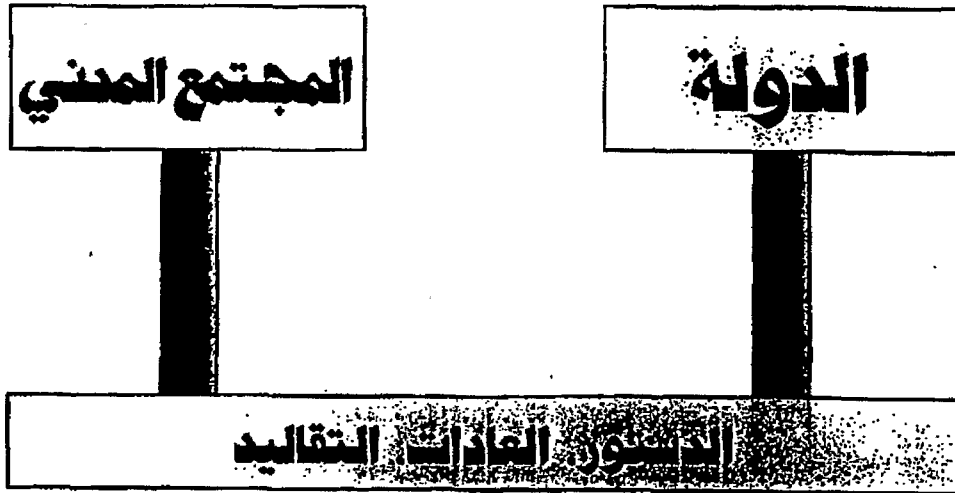 الدولة
المجتمع المدني
الدستور، العادات، التقاليد